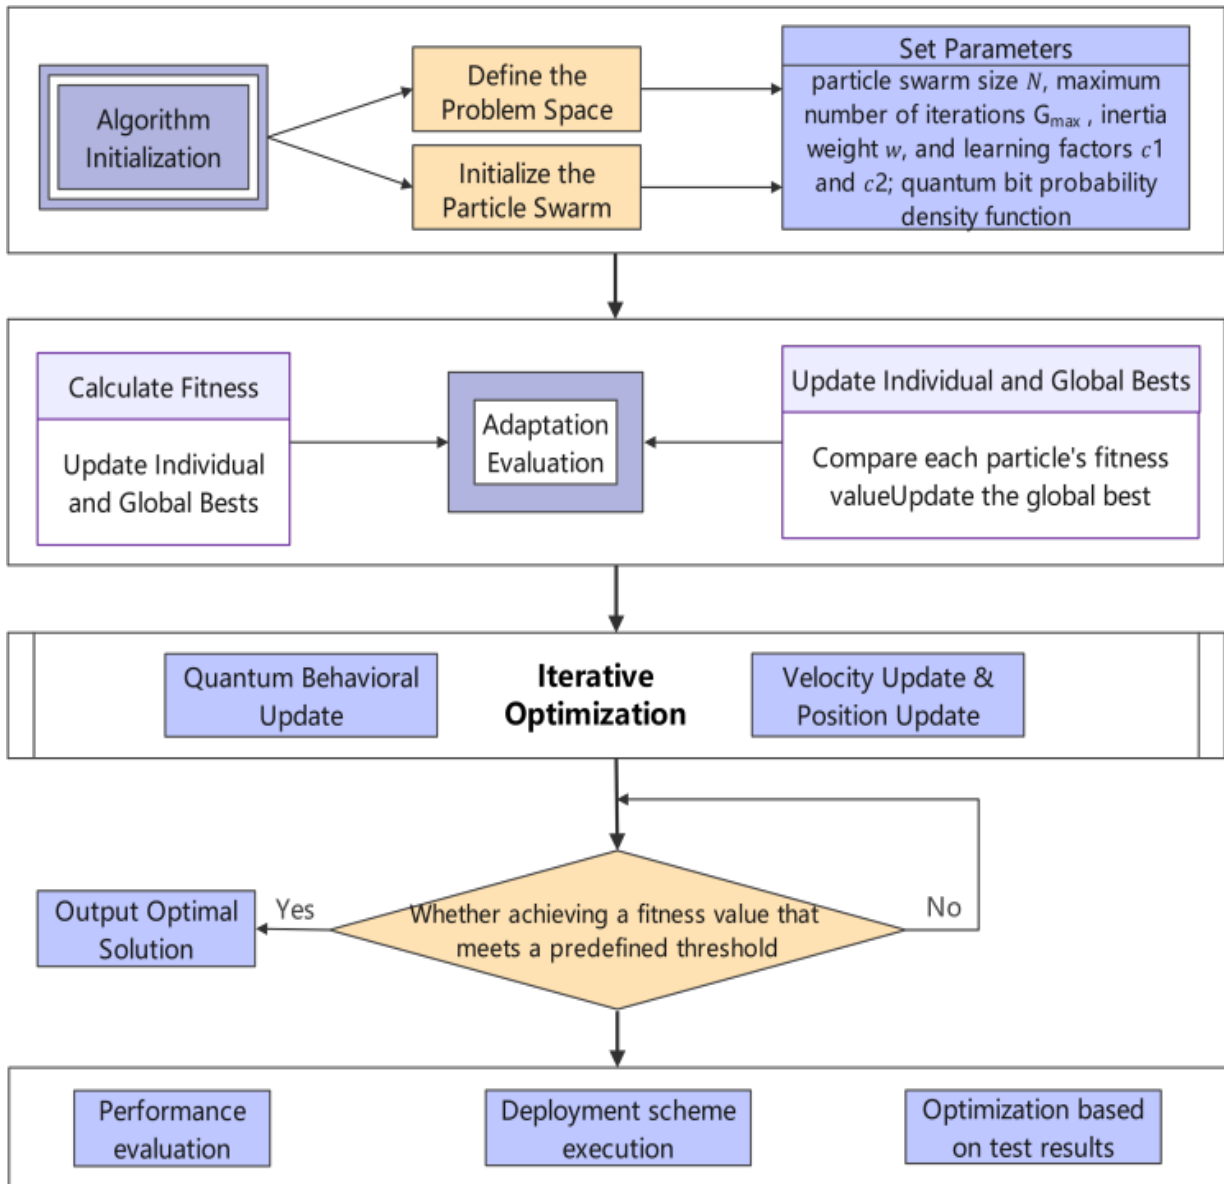 Algorithm
Initialization
Define the
Problem Space
Initialize the
Particle Swarm
Set Parameters
particle swarm size N, maximum
number of iterations Gmax , inertia
weight w, and learning factors c1
and c2; quantum bit probability
density function
Calculate Fitness
Update Individual
and Global Bests
Adaptation
Evaluation
Update Individual and Global Bests
Compare each particle's fitness
valueUpdate the global best
Quantum Behavioral
Update
Iterative
Optimization
Velocity Update &
Position Update
Output Optimal
Solution
Yes
Whether achieving a fitness value that
meets a predefined threshold
No
Performance
evaluation
Deployment scheme
execution
Optimization based
on test results